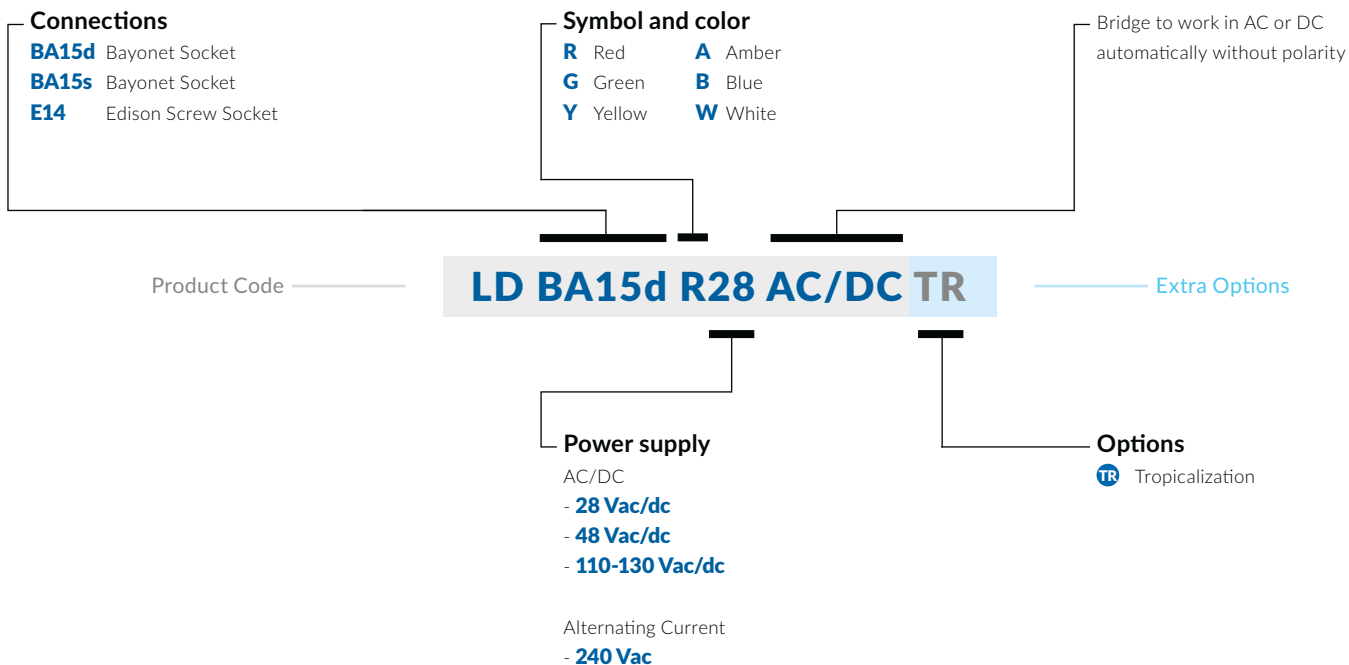 Connections
BA15d Bayonet Socket
BA15s Bayonet Socket
E14 Edison Screw Socket
Symbol and color
R Red A Amber
G Green B Blue
Y Yellow W White
Bridge to work in AC or DC
automatically without polarity
Product Code
LD BA15d R28 AC/DC TR
Extra Options
Power supply
AC/DC
- 28 Vac/dc
- 48 Vac/dc
- 110-130 Vac/dc
Alternating Current
- 240 Vac
Options
TR Tropicalization